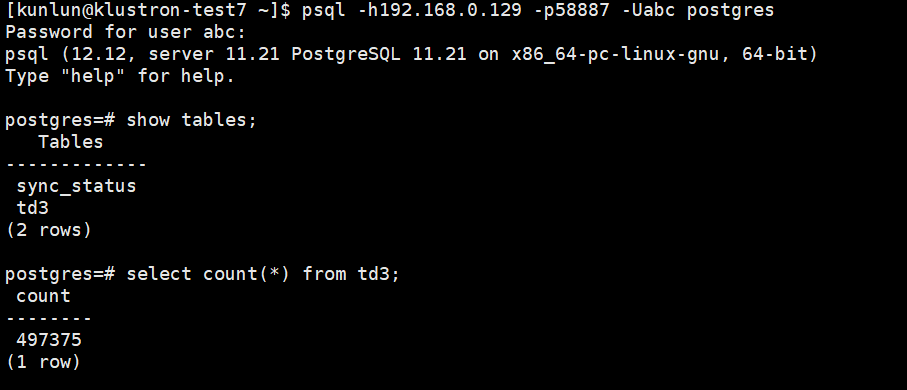 [kunlun@klustron-test7 ~]$ psql -h192.168.0.129 -p58887 -Uabc postgres
Password for user abc:
psql (12.12, server 11.21 PostgreSQL 11.21 on x86_64-pc-linux-gnu, 64-bit)
Type "help" for help.
postgres=# show tables;
Tables
-------------
sync_status
td3
(2 rows)
postgres=# select count(*) from td3;
count
--------
497375
(1 row)